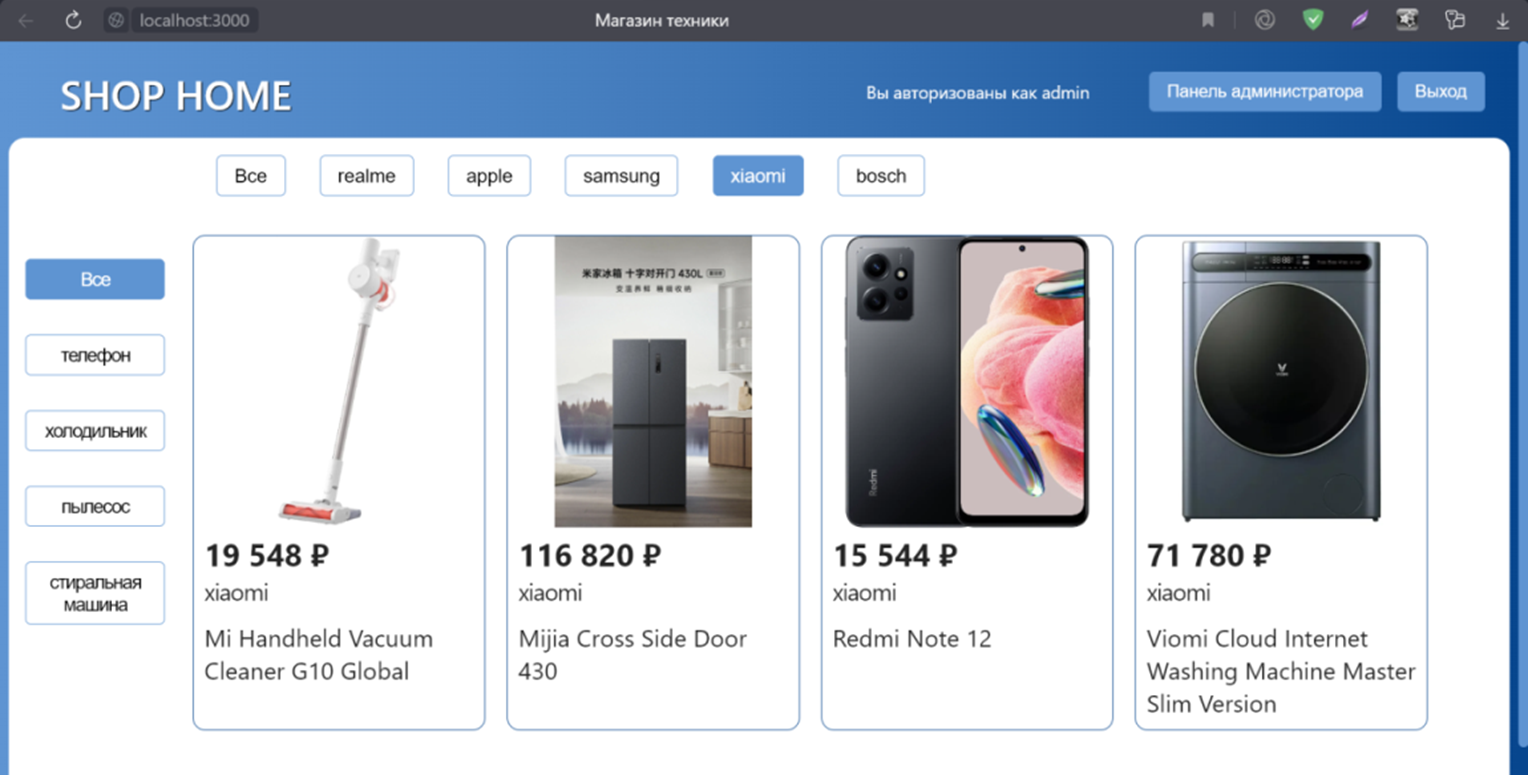 localhost:3000
Магазин техники
SHOP HOME
Вы авторизованы как admin
Панель администратора
Выход
Все
realme
apple
samsung
xiaomi
bosch
Все
телефон
холодильник
пылесос
стиральная
машина
19 548 ₽
xiaomi
Mi Handheld Vacuum
Cleaner G10 Global
米家冰箱 十字对开门 430L
116 820 ₽
xiaomi
Mijia Cross Side Door
430
Redmi
15 544 ₽
xiaomi
Redmi Note 12
71 780 ₽
xiaomi
Viomi Cloud Internet
Washing Machine Master
Slim Version